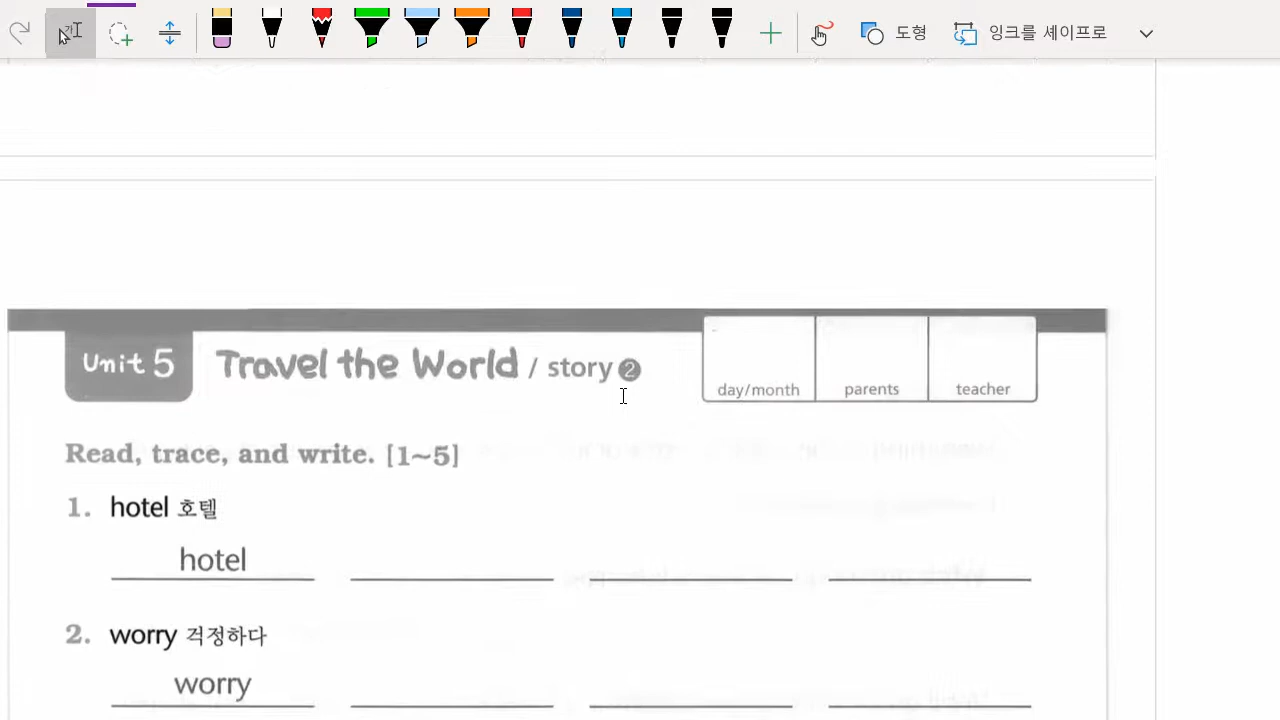 도형
잉크를 셰이프로
Unit 5 Travel the World / story 2
day/month parents teacher
Read, trace, and write. [1~5]
1. hotel 호텔
hotel
2. worry 걱정하다
worry